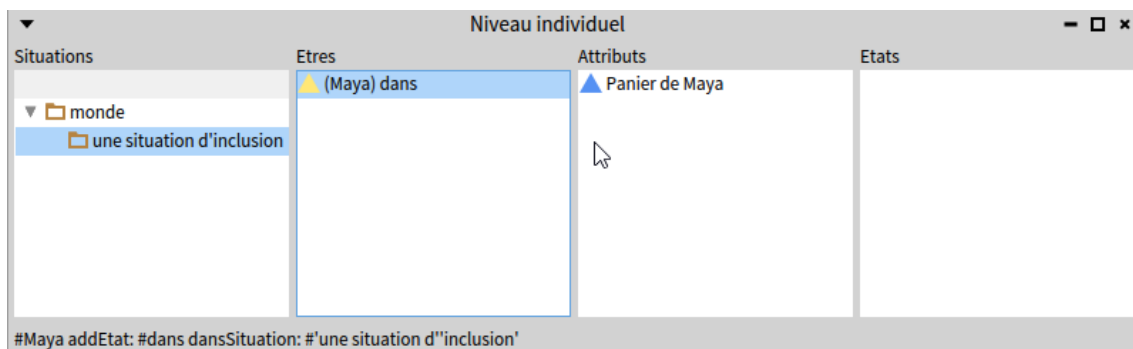 Niveau individuel
Situations Etres Attributs Etats
(Maya) dans Panier de Maya
monde
une situation d'inclusion
#Maya addEtat: #dans dansSituation: #'une situation d''inclusion'